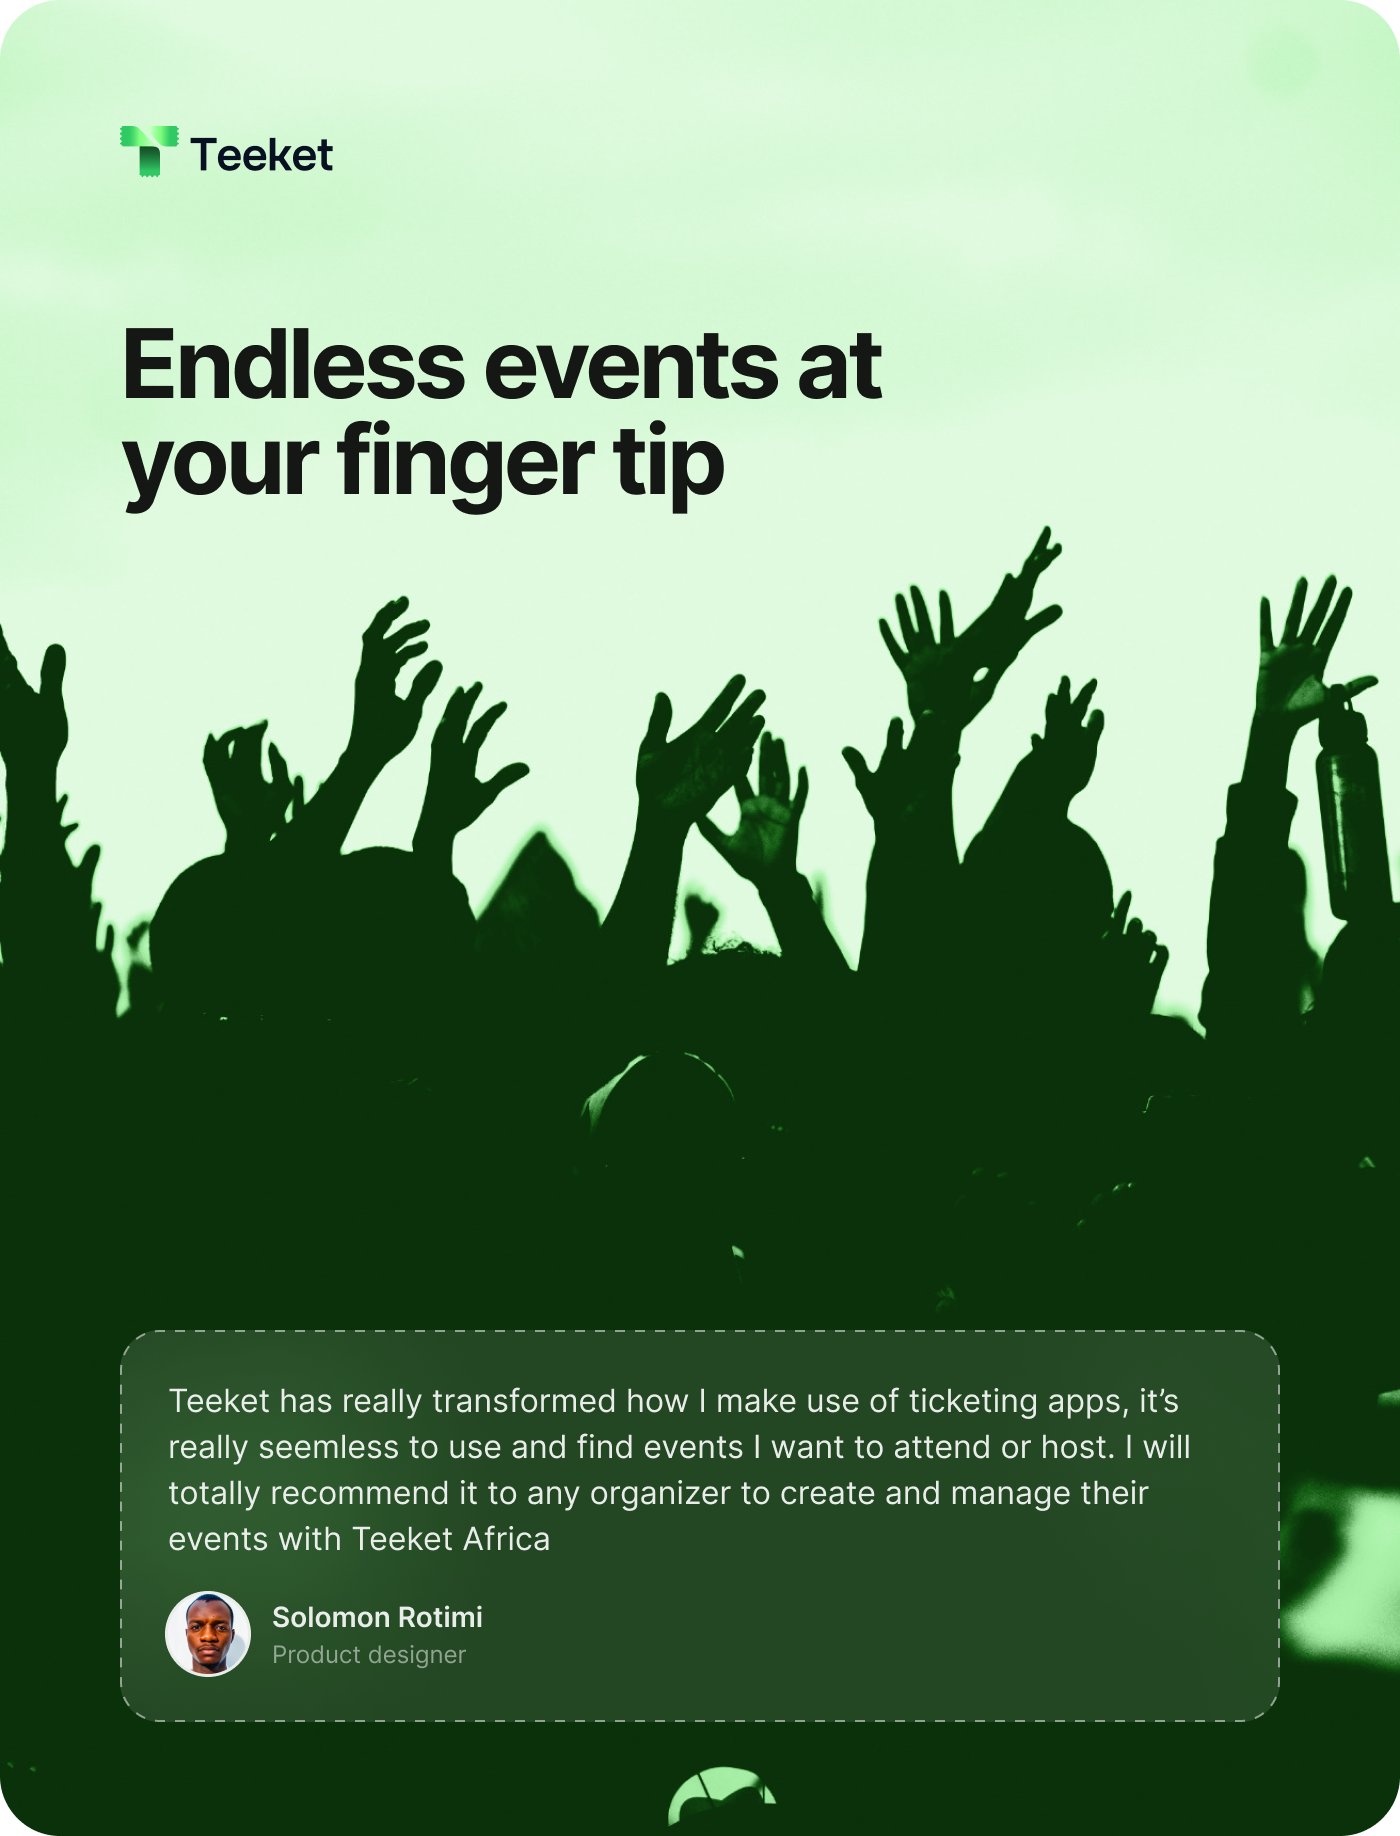 Teeket
Endless events at
your finger tip
Teeket has really transformed how I make use of ticketing apps, it’s
really seemless to use and find events I want to attend or host. I will
totally recommend it to any organizer to create and manage their
events with Teeket Africa
Solomon Rotimi
Product designer